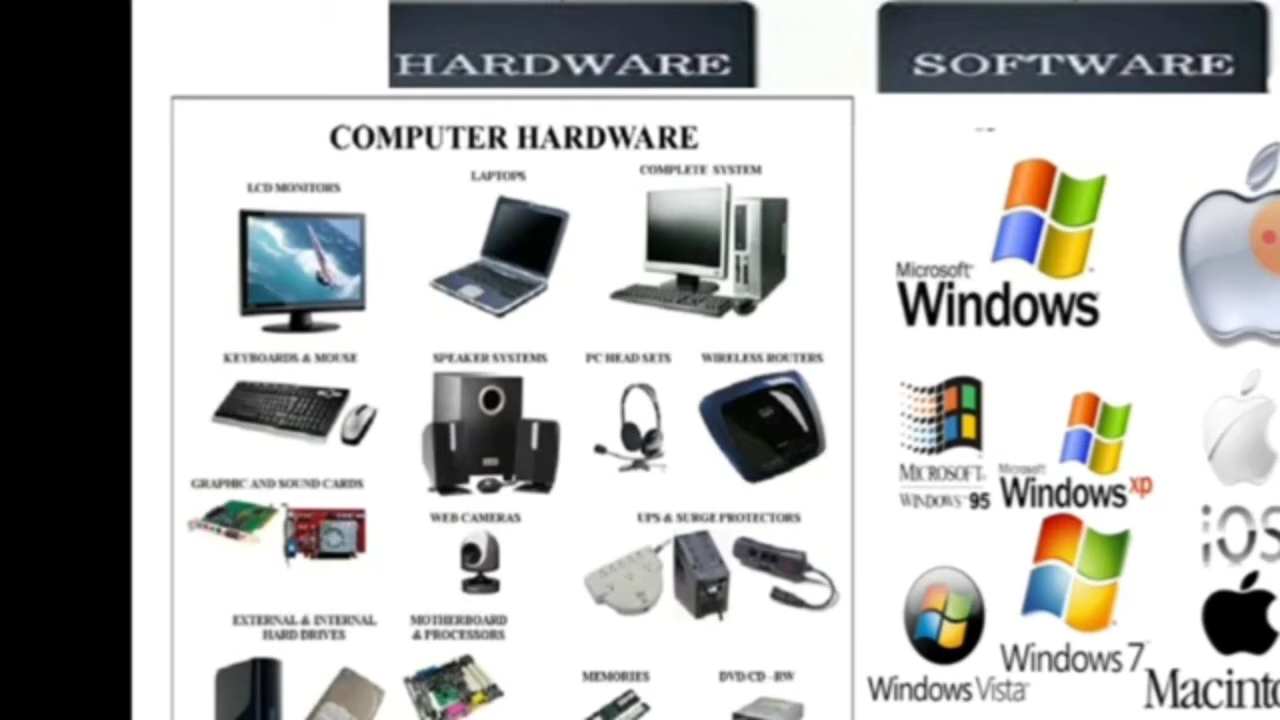 HARDWARE
SOFTWARE
COMPUTER HARDWARE
LCD MONITORS
LAPTOPS
COMPLETE SYSTEM
KEYBOARDS & MOUSE
SPEAKER SYSTEMS
PC HEAD SETS
WIRELESS ROUTERS
GRAPHIC AND SOUND CARDS
WEB CAMERAS
UPS & SURGE PROTECTORS
EXTERNAL & INTERNAL
HARD DRIVES
MOTHERBOARD
& PROCESSORS
MEMORIES
DVD/CD -RW
Microsoft
Windows
MICROSOFT
WINDOWS 95
Microsoft
Windows xp
iOS
Windows 7
Windows Vista